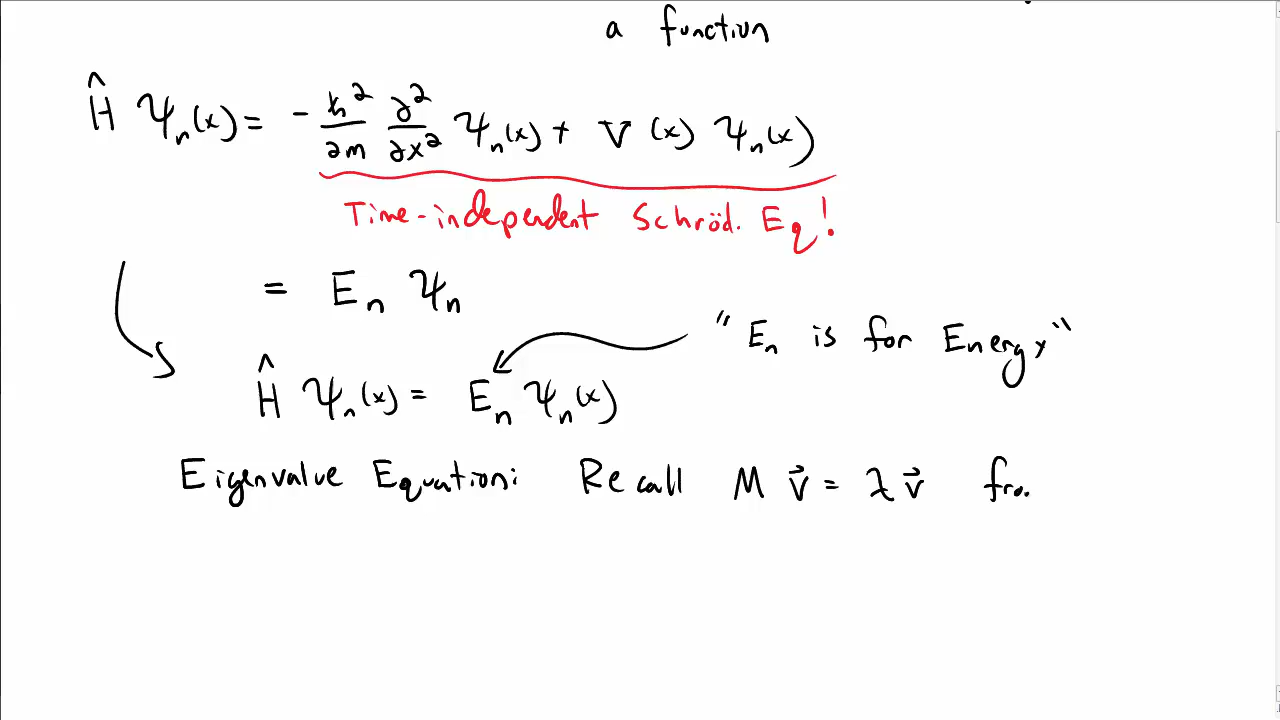 a function
Ĥ Ψₙ(x) = - ħ²/2m ∂²/∂x² Ψₙ(x) + V(x) Ψₙ(x)
Time-independent Schröd. Eq!
= Eₙ Ψₙ
"Eₙ is for Energy"
Ĥ Ψₙ(x) = Eₙ Ψₙ(x)
Eigenvalue Equation: Recall M v⃗ = λ v⃗ fro